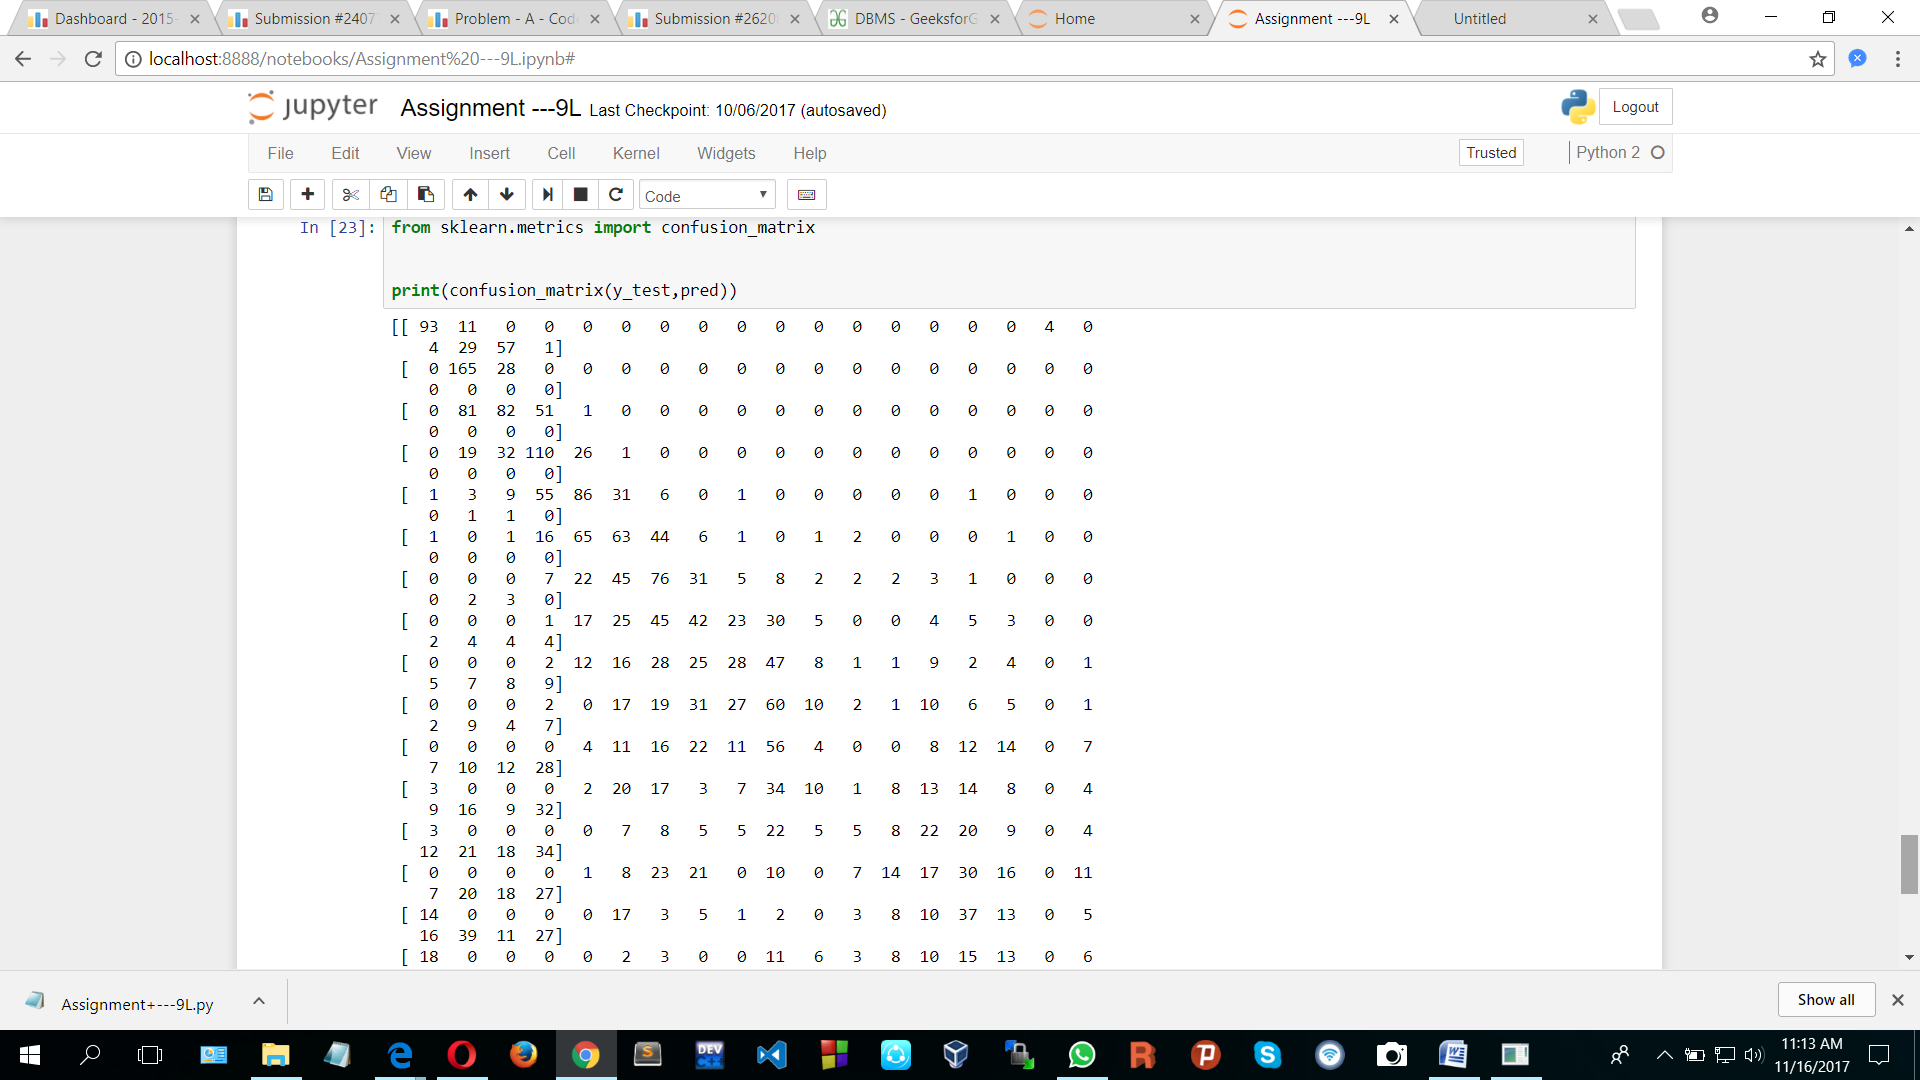 Dashboard - 2015-
Submission #2407
Problem - A - Cod
Submission #2620
DBMS - GeeksforG
Home
Assignment ---9L
Untitled
localhost:8888/notebooks/Assignment%20---9L.ipynb#
jupyter Assignment ---9L Last Checkpoint: 10/06/2017 (autosaved)
Logout
File Edit View Insert Cell Kernel Widgets Help
Trusted
Python 2
Code
In [23]: from sklearn.metrics import confusion_matrix
print(confusion_matrix(y_test,pred))
[[ 93 11 0 0 0 0 0 0 0 0 0 0 0 0 0 0 4 0
4 29 57 1]
[ 0 165 28 0 0 0 0 0 0 0 0 0 0 0 0 0 0 0
0 0 0 0]
[ 0 81 82 51 1 0 0 0 0 0 0 0 0 0 0 0 0 0
0 0 0 0]
[ 0 19 32 110 26 1 0 0 0 0 0 0 0 0 0 0 0 0
0 0 0 0]
[ 1 3 9 55 86 31 6 0 1 0 0 0 0 0 1 0 0 0
0 1 1 0]
[ 1 0 1 16 65 63 44 6 1 0 1 2 0 0 0 1 0 0
0 0 0 0]
[ 0 0 0 7 22 45 76 31 5 8 2 2 2 3 1 0 0 0
0 2 3 0]
[ 0 0 0 1 17 25 45 42 23 30 5 0 0 4 5 3 0 0
2 4 4 4]
[ 0 0 0 2 12 16 28 25 28 47 8 1 1 9 2 4 0 1
5 7 8 9]
[ 0 0 0 2 0 17 19 31 27 60 10 2 1 10 6 5 0 1
2 9 4 7]
[ 0 0 0 0 4 11 16 22 11 56 4 0 0 8 12 14 0 7
7 10 12 28]
[ 3 0 0 0 2 20 17 3 7 34 10 1 8 13 14 8 0 4
9 16 9 32]
[ 3 0 0 0 0 7 8 5 5 22 5 5 8 22 20 9 0 4
12 21 18 34]
[ 0 0 0 0 1 8 23 21 0 10 0 7 14 17 30 16 0 11
7 20 18 27]
[ 14 0 0 0 0 17 3 5 1 2 0 3 8 10 37 13 0 5
16 39 11 27]
[ 18 0 0 0 0 2 3 0 0 11 6 3 8 10 15 13 0 6
Assignment+---9L.py
Show all
11:13 AM
11/16/2017